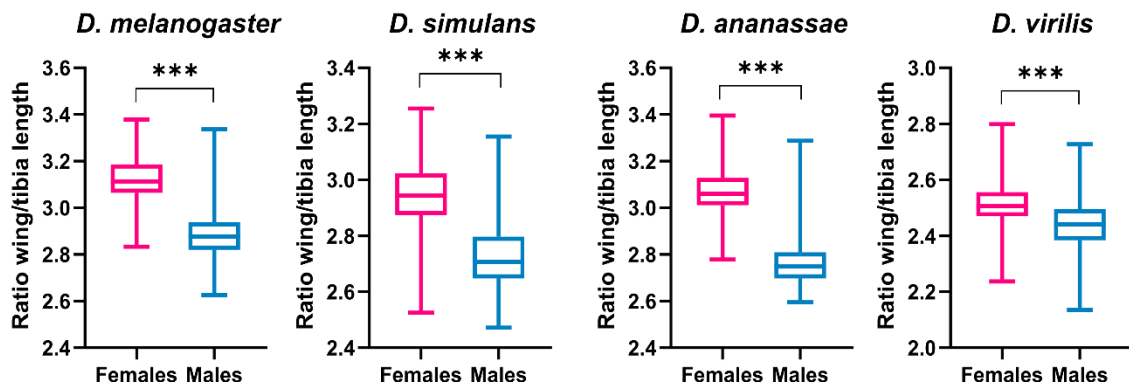 D. melanogaster
Ratio wing/tibia length
3.6
3.4
3.2
3.0
2.8
2.6
2.4
***
Females Males
D. simulans
Ratio wing/tibia length
3.4
3.2
3.0
2.8
2.6
2.4
***
Females Males
D. ananassae
Ratio wing/tibia length
3.6
3.4
3.2
3.0
2.8
2.6
2.4
***
Females Males
D. virilis
Ratio wing/tibia length
3.0
2.8
2.6
2.4
2.2
2.0
***
Females Males